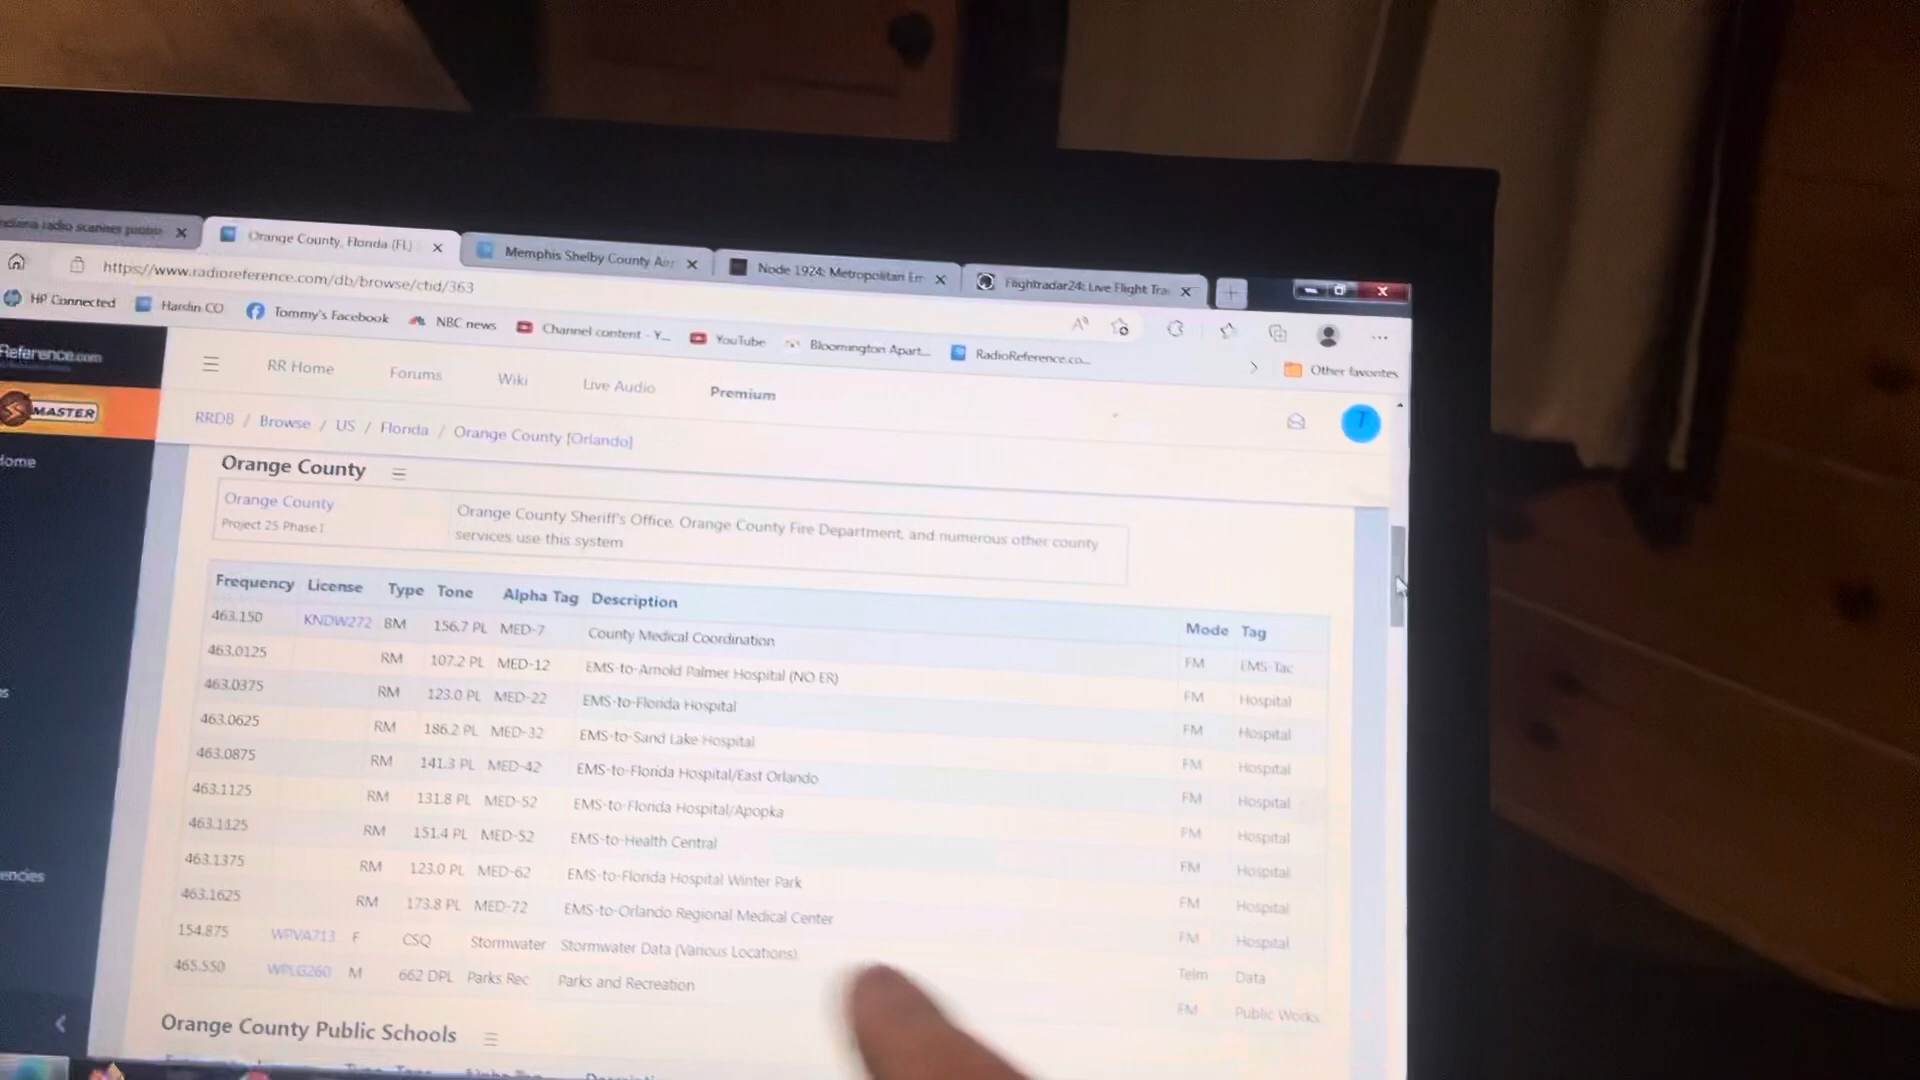 Orange County, Florida (FL)
Memphis Shelby County
Node 1924: Metropolitan Em
Flightradar24: Live Flight Tra
https://www.radioreference.com/db/browse/ctid/363
HP Connected
Hardin CO
Tommy's Facebook
NBC news
Channel content - Y...
YouTube
Bloomington Apart...
RadioReference.co...
Other favorites
Reference.com
RR Home
Forums
Wiki
Live Audio
Premium
MASTER
RRDB / Browse / US / Florida / Orange County [Orlando]
T
Home
Orange County
Orange County
Project 25 Phase I
Orange County Sheriff's Office, Orange County Fire Department, and numerous other county
services use this system
Frequency License Type Tone Alpha Tag Description Mode Tag
463.150 KNDW272 BM 156.7 PL MED-7 County Medical Coordination FM EMS-Tac
463.0125 RM 107.2 PL MED-12 EMS-to-Arnold Palmer Hospital (NO ER) FM Hospital
463.0375 RM 123.0 PL MED-22 EMS-to-Florida Hospital FM Hospital
463.0625 RM 186.2 PL MED-32 EMS-to-Sand Lake Hospital FM Hospital
463.0875 RM 141.3 PL MED-42 EMS-to-Florida Hospital/East Orlando FM Hospital
463.1125 RM 131.8 PL MED-52 EMS-to-Florida Hospital/Apopka FM Hospital
463.1125 RM 151.4 PL MED-52 EMS-to-Health Central FM Hospital
463.1375 RM 123.0 PL MED-62 EMS-to-Florida Hospital Winter Park FM Hospital
463.1625 RM 173.8 PL MED-72 EMS-to-Orlando Regional Medical Center FM Hospital
154.875 WPVA713 F CSQ Stormwater Stormwater Data (Various Locations) Telm Data
465.550 WPLG260 M 662 DPL Parks Rec Parks and Recreation FM Public Works
encies
Orange County Public Schools